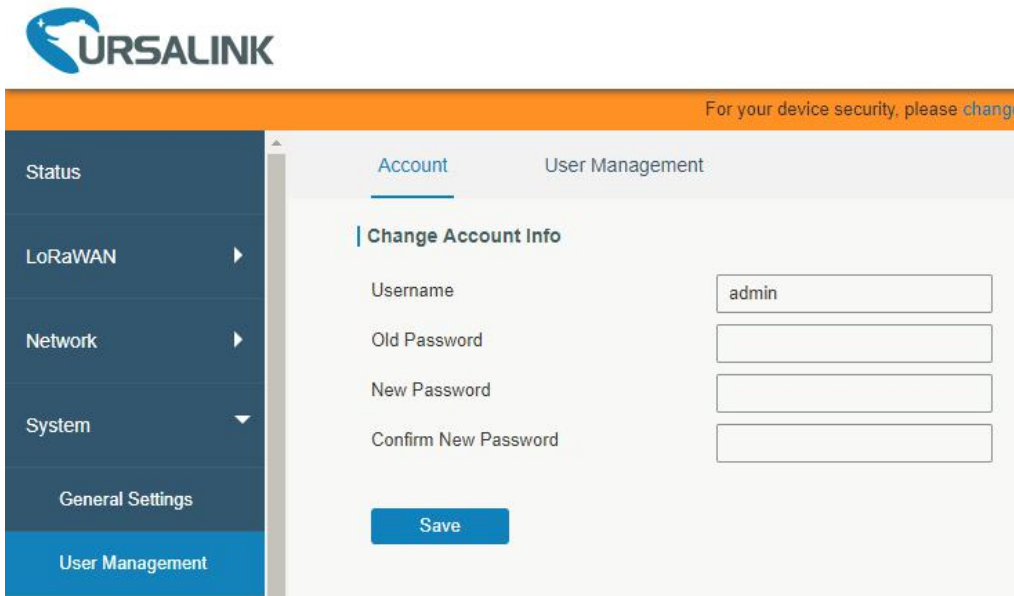 URSALINK
For your device security, please change
Status
Account User Management
Change Account Info
LoRaWAN
Username admin
Network
Old Password
New Password
System
Confirm New Password
General Settings
Save
User Management